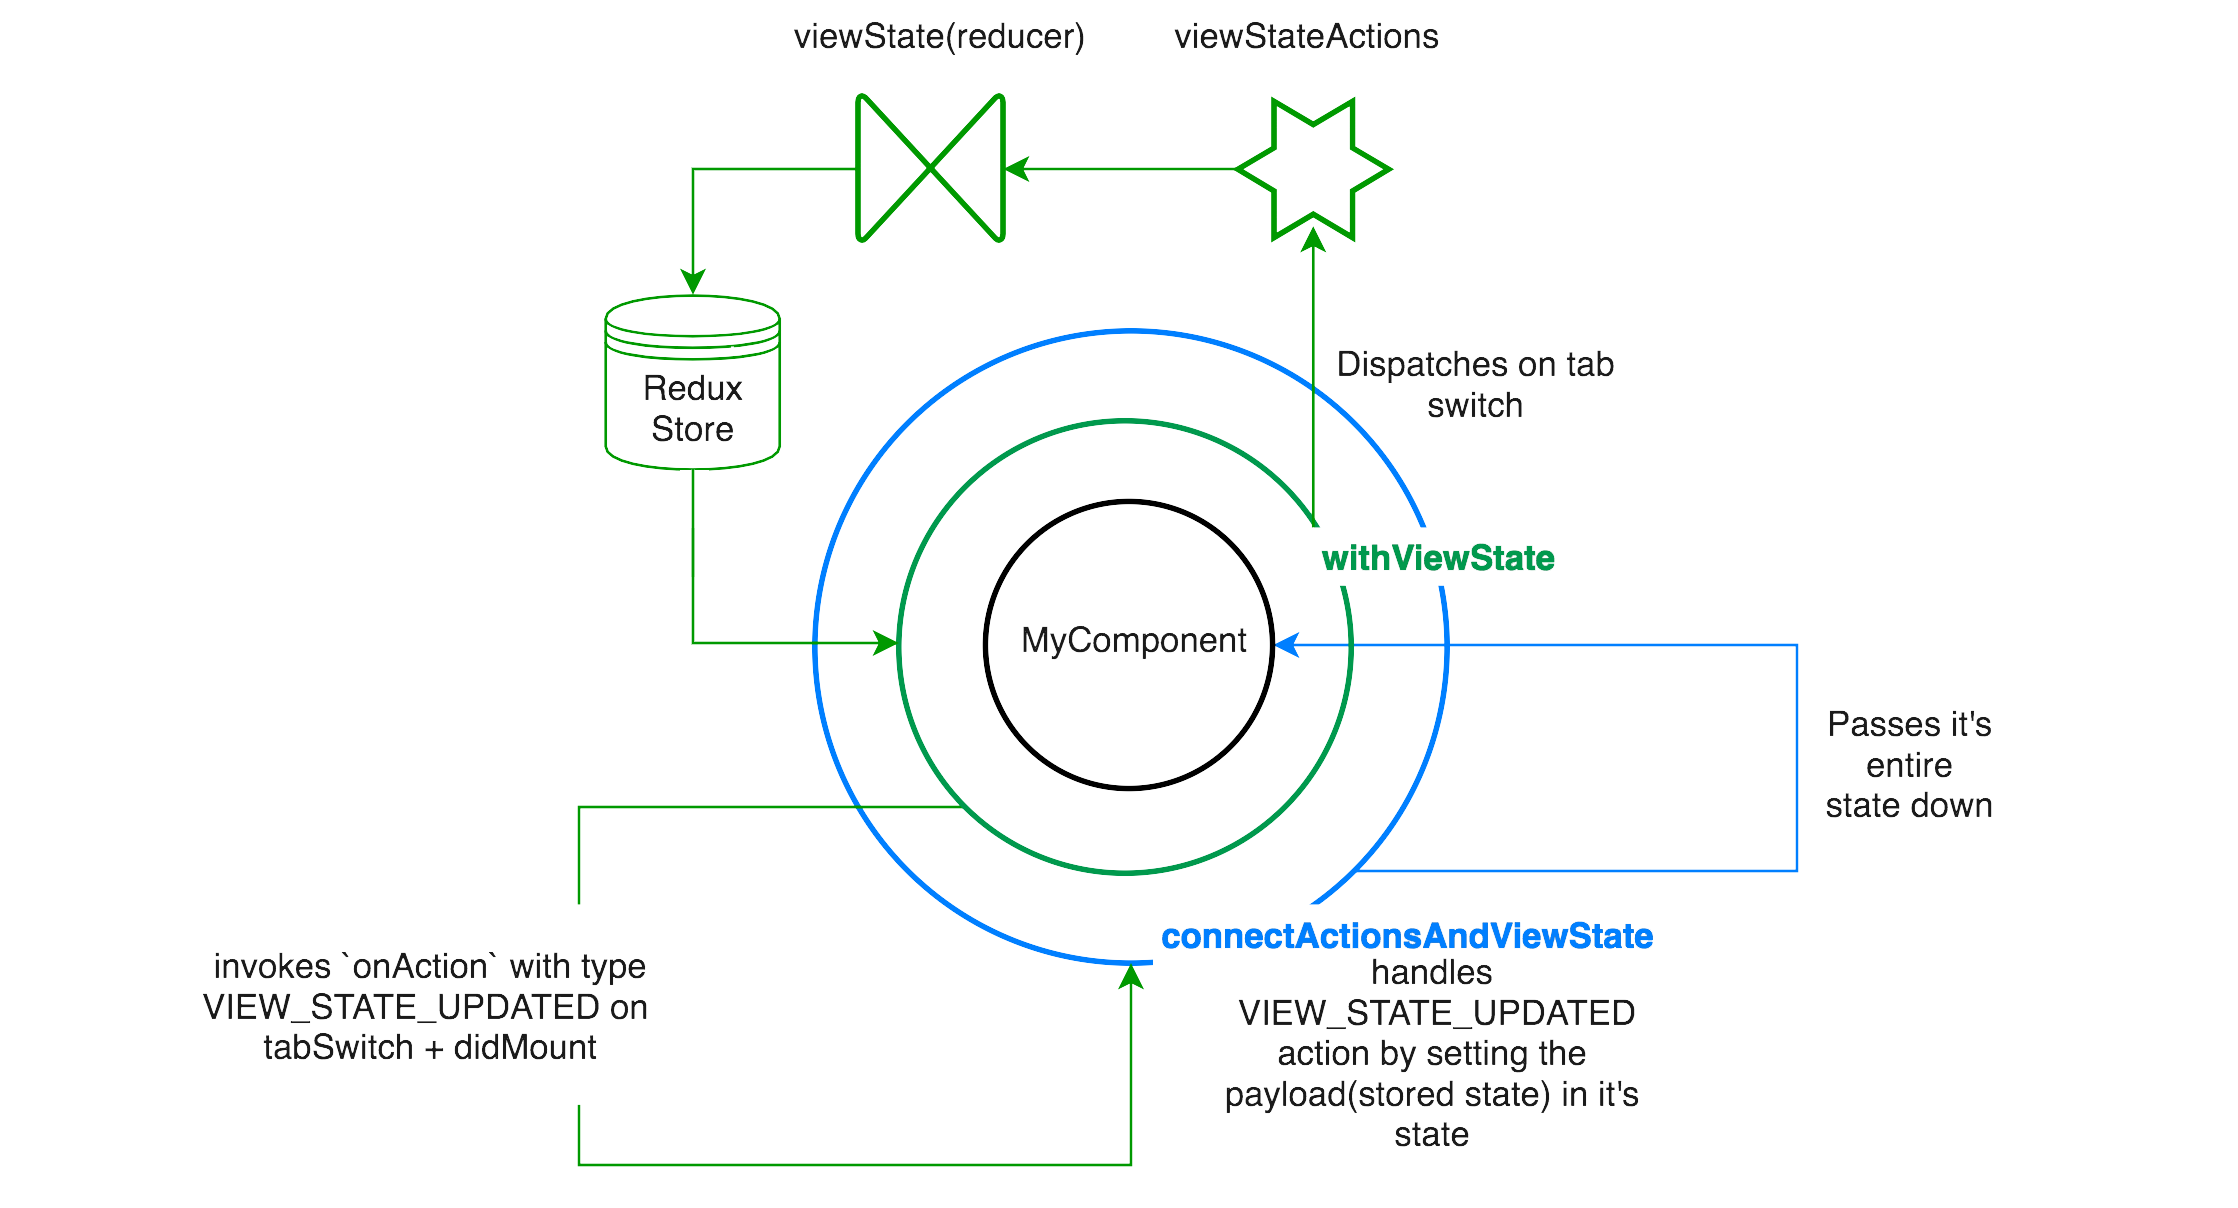 viewState(reducer)
viewStateActions
Redux
Store
Dispatches on tab
switch
withViewState
MyComponent
Passes it's
entire
state down
connectActionsAndViewState
handles
VIEW_STATE_UPDATED
action by setting the
payload(stored state) in it's
state
invokes `onAction` with type
VIEW_STATE_UPDATED on
tabSwitch + didMount